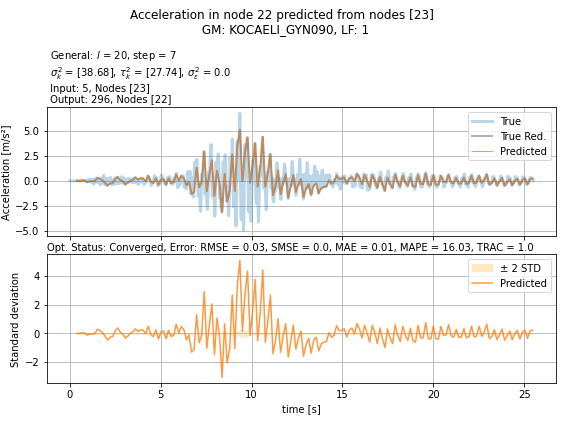 Acceleration in node 22 predicted from nodes [23]
GM: KOCAELI_GYN090, LF: 1
General: l = 20, step = 7
σ²ₖ = [38.68], τ²ₖ = [27.74], σ²ε = 0.0
Input: 5, Nodes [23]
Output: 296, Nodes [22]
Acceleration [m/s²]
5.0
2.5
0.0
−2.5
−5.0
True
True Red.
Predicted
Opt. Status: Converged, Error: RMSE = 0.03, SMSE = 0.0, MAE = 0.01, MAPE = 16.03, TRAC = 1.0
Standard deviation
4
2
0
−2
± 2 STD
Predicted
0 5 10 15 20 25
time [s]